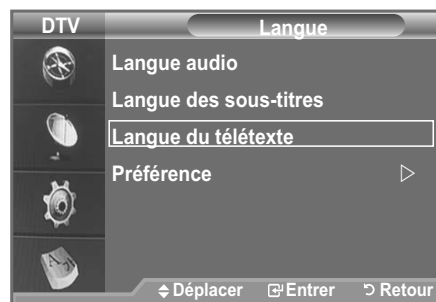 DTV Langue
Langue audio
Langue des sous-titres
Langue du télétexte
Préférence
Déplacer Entrer Retour